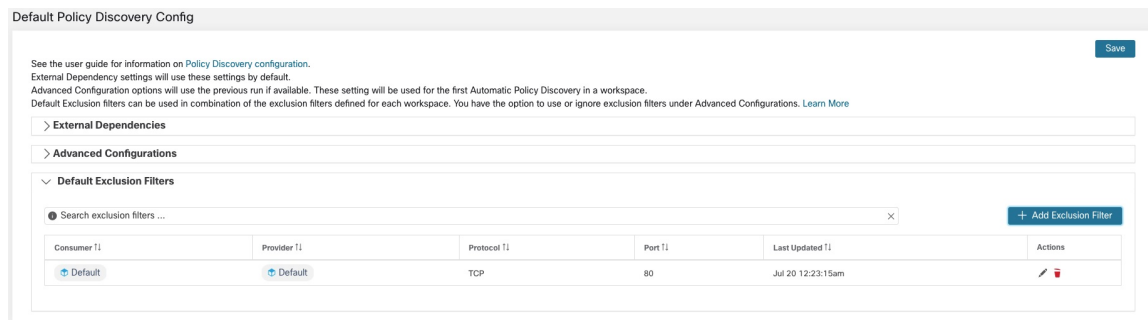 Default Policy Discovery Config
Save
See the user guide for information on Policy Discovery configuration.
External Dependency settings will use these settings by default.
Advanced Configuration options will use the previous run if available. These setting will be used for the first Automatic Policy Discovery in a workspace.
Default Exclusion filters can be used in combination of the exclusion filters defined for each workspace. You have the option to use or ignore exclusion filters under Advanced Configurations. Learn More
External Dependencies
Advanced Configurations
Default Exclusion Filters
Search exclusion filters ...
+ Add Exclusion Filter
Consumer ↑↓ Provider ↑↓ Protocol ↑↓ Port ↑↓ Last Updated ↑↓ Actions
Default Default TCP 80 Jul 20 12:23:15am